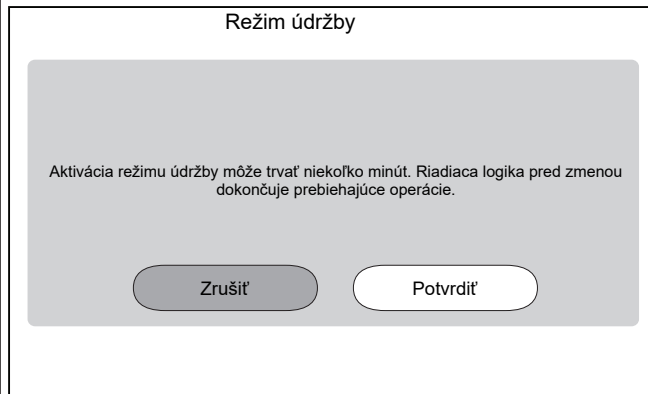 Režim údržby
Aktivácia režimu údržby môže trvať niekoľko minút. Riadiaca logika pred zmenou
dokončuje prebiehajúce operácie.
Zrušiť
Potvrdiť